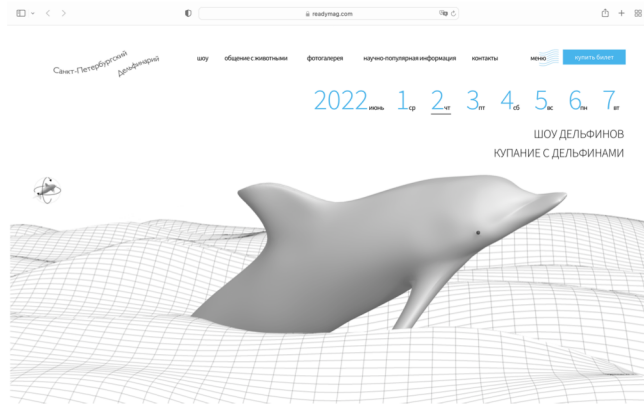 readymag.com
Санкт-Петербургский
Дельфинарий
шоу общение с животными фотогалерея научно-популярная информация контакты меню купить билет
2022 июнь 1 ср 2 чт 3 пт 4 сб 5 вс 6 пн 7 вт
ШОУ ДЕЛЬФИНОВ
КУПАНИЕ С ДЕЛЬФИНАМИ